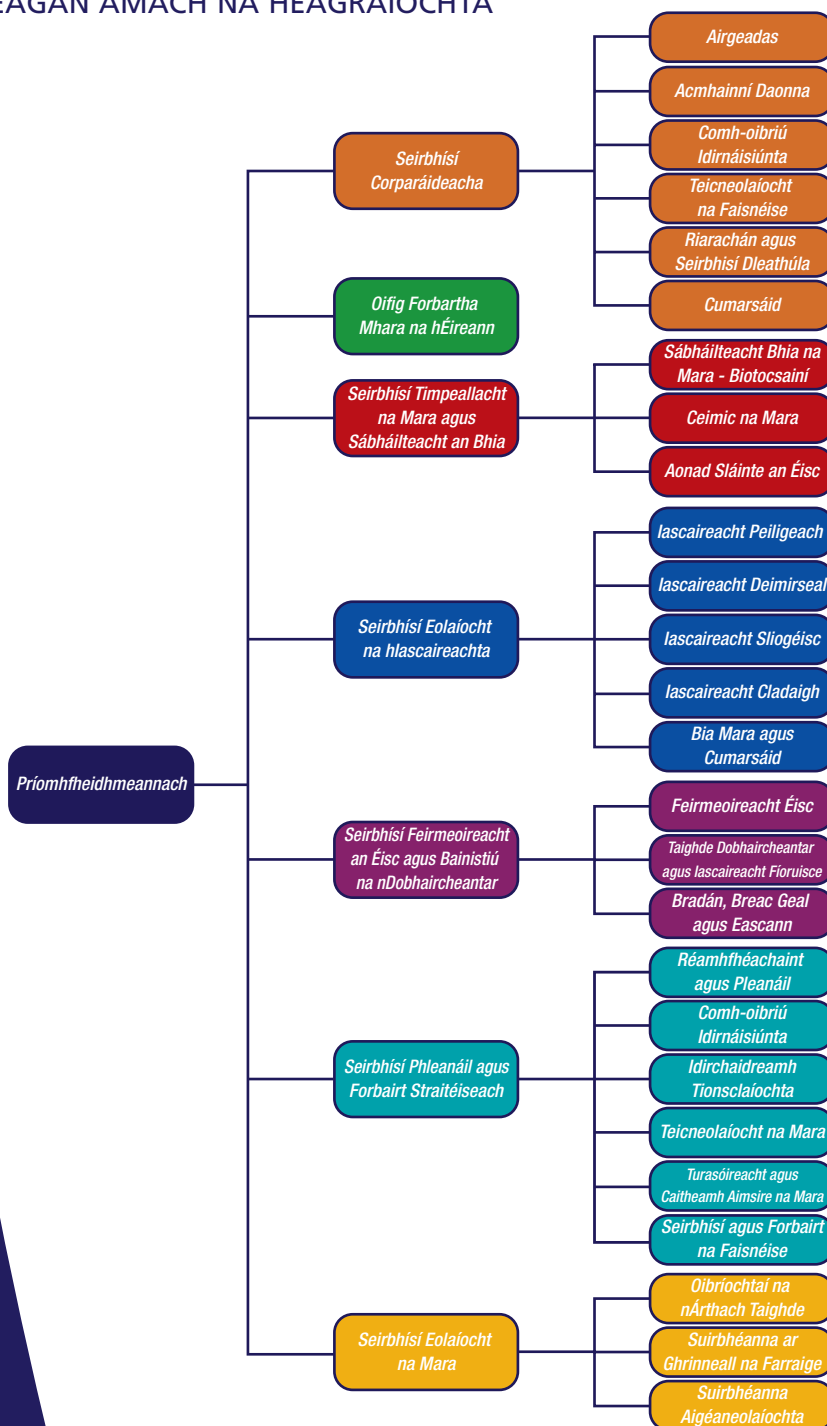 EAGAN AMACH NA HEAGRAÍOCHTA
Airgeadas
Acmhainní Daonna
Comh-oibriú
Idirnáisiúnta
Seirbhísí
Corparáideacha
Teicneolaíocht
na Faisnéise
Riarachán agus
Seirbhisí Dleathúla
Cumarsáid
Oifig Forbartha
Mhara na hÉireann
Seirbhísí Timpeallacht
na Mara agus
Sábháilteacht an Bhia
Sábháilteacht Bhia na
Mara - Biotocsainí
Ceimic na Mara
Aonad Sláinte an Éisc
Seirbhísí Eolaíocht
na hIascaireachta
Iascaireacht Peiligeach
Iascaireacht Deimirseal
Iascaireacht Sliogéisc
Iascaireacht Cladaigh
Bia Mara agus
Cumarsáid
Príomhfheidhmeannach
Seirbhísí Feirmeoireacht
an Éisc agus Bainistiú
na nDobhaircheantar
Feirmeoireacht Éisc
Taighde Dobhaircheantar
agus Iascaireacht Fíoruisce
Bradán, Breac Geal
agus Eascann
Seirbhísí Phleanáil agus
Forbairt Straitéiseach
Réamhfhéachaint
agus Pleanáil
Comh-oibriú
Idirnáisiúnta
Idirchaidreamh
Tionsclaíochta
Teicneolaíocht na Mara
Turasóireacht agus
Caitheamh Aimsire na Mara
Seirbhísí agus Forbairt
na Faisnéise
Seirbhísí Eolaíocht
na Mara
Oibríochtaí na
nÁrthach Taighde
Suirbhéanna ar
Ghrinneall na Farraige
Suirbhéanna
Aigéaneolaíochta